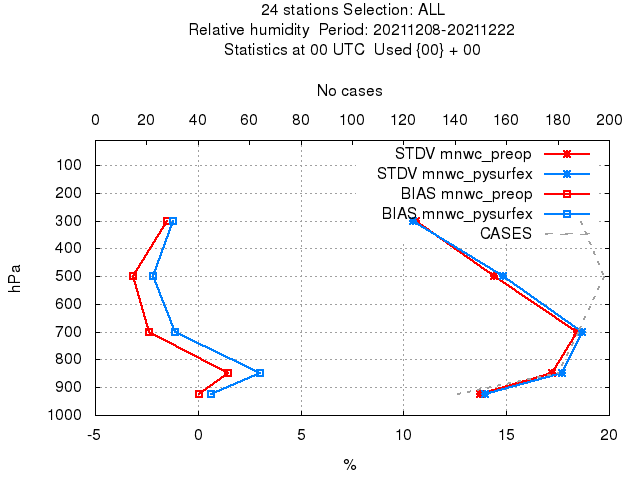 24 stations Selection: ALL
Relative humidity  Period: 20211208-20211222
Statistics at 00 UTC  Used {00} + 00
No cases
0 20 40 60 80 100 120 140 160 180 200
STDV mnwc_preop
STDV mnwc_pysurfex
BIAS mnwc_preop
BIAS mnwc_pysurfex
CASES
100
200
300
400
500
600
700
800
900
1000
hPa
-5 0 5 10 15 20
%